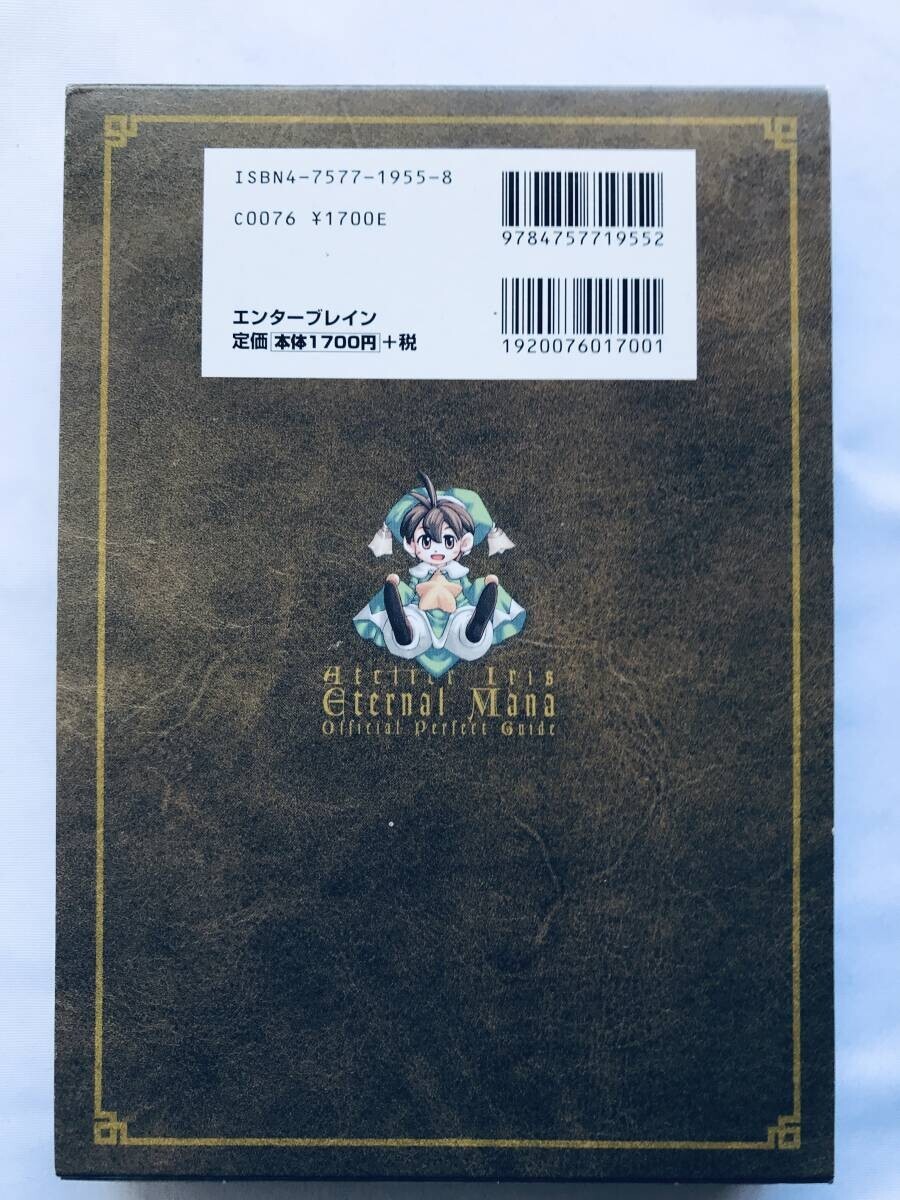 ISBN4-7577-1955-8
C0076 ¥1700E
9784757719552
1920076017001
エンターブレイン
定価 本体1700円+税
Atelier Iris
Eternal Mana
Official Perfect Guide